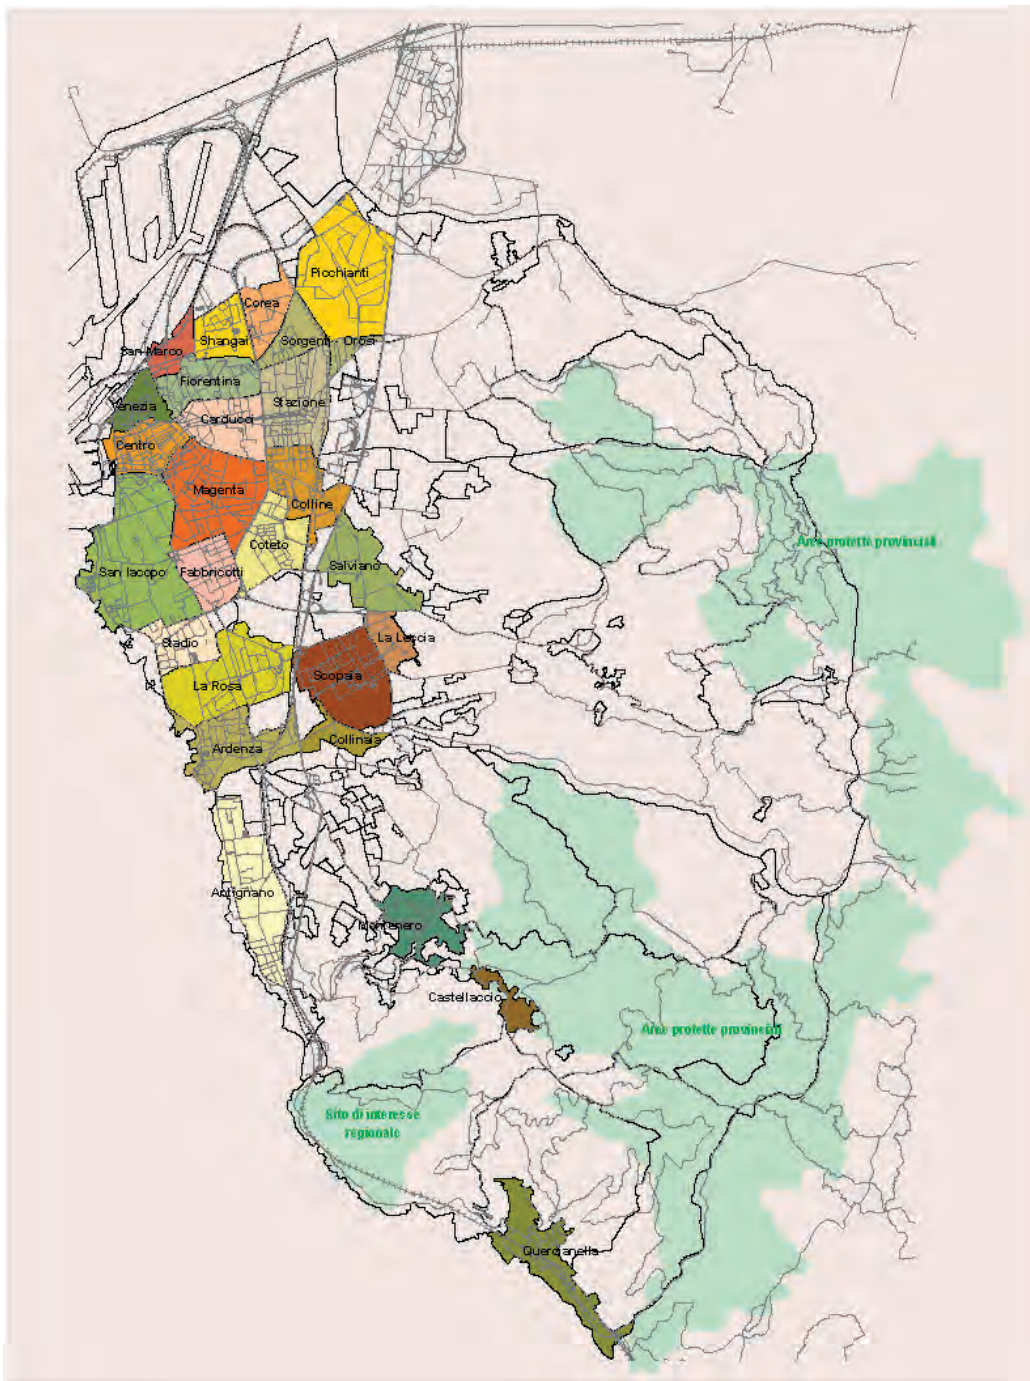 Picchianti
Corea
Shangai
Sorgenti - Orosi
San Marco
Fiorentina
Venezia
Stazione
Carducci
Centro
Magenta
Colline
Coteto
San Iacopo
Fabbricotti
Salviano
Aree protette provinciali
Stadio
La Leccia
Scopaia
La Rosa
Ardenza
Collinaia
Antignano
Montenero
Castellaccio
Aree protette provinciali
Sito di interesse
regionale
Quercianella